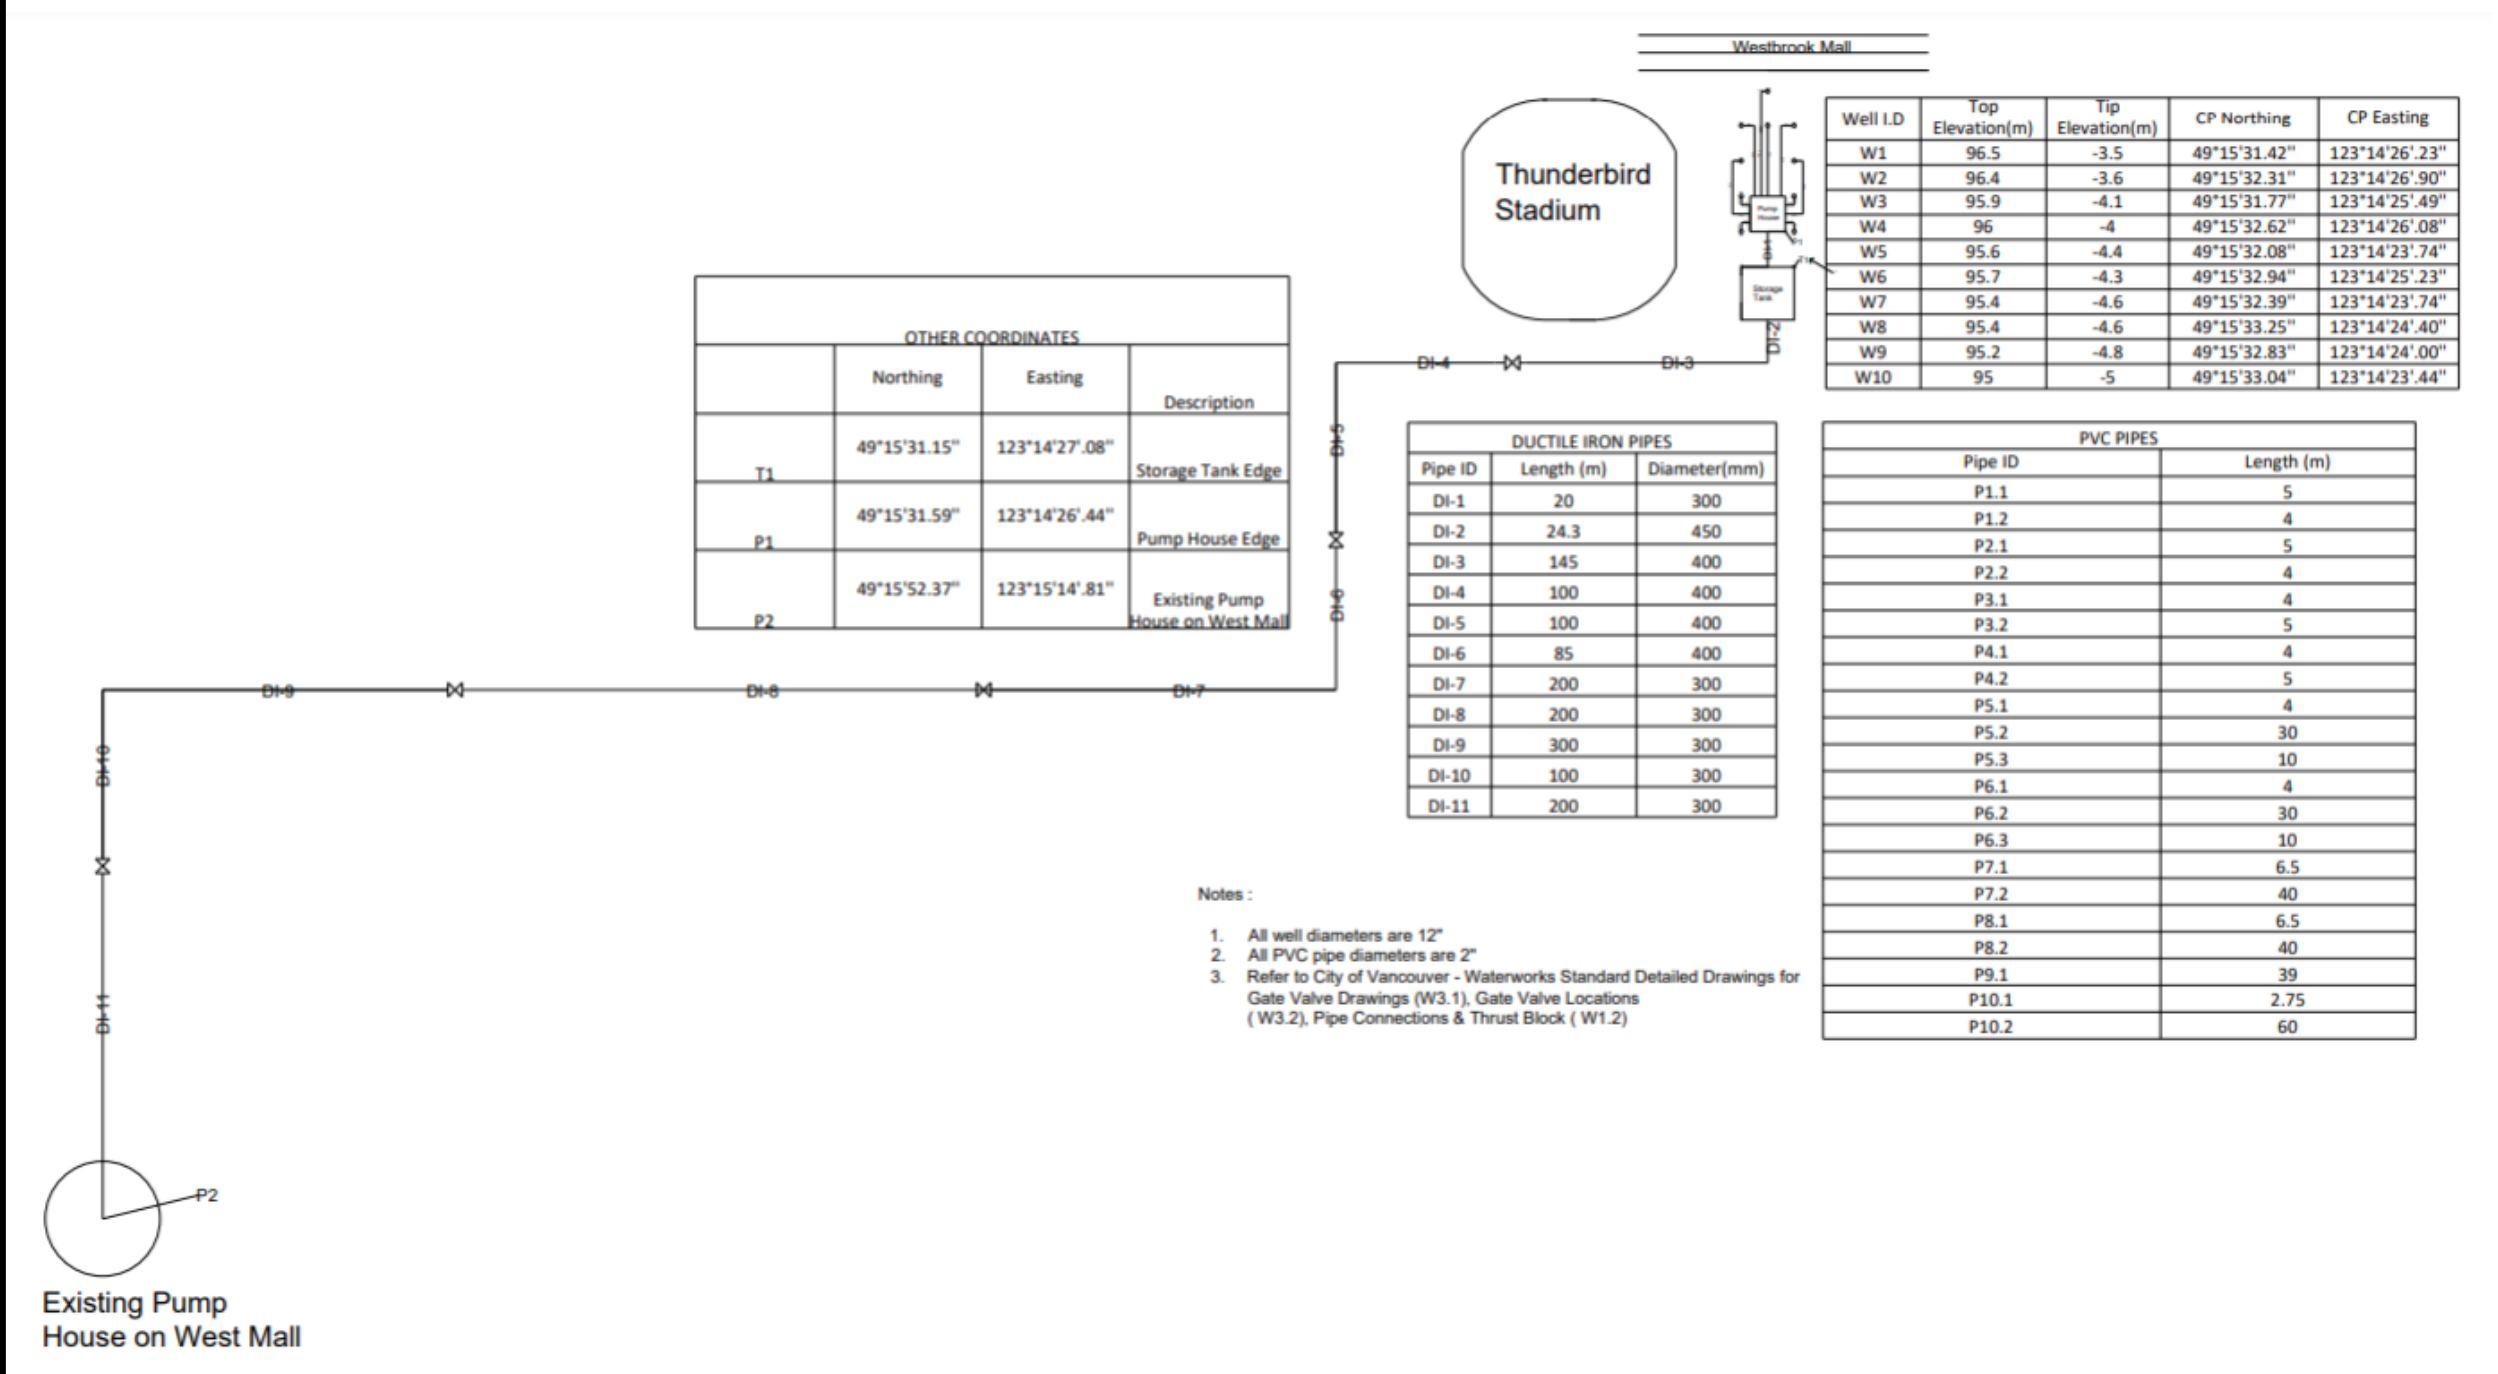 Westbrook Mall
Thunderbird
Stadium
Pump
House
DI-1
Storage
Tank
DI-2
DI-3
DI-4
DI-5
DI-6
DI-7
DI-8
DI-9
DI-10
DI-11
P2
Existing Pump
House on West Mall
Well I.D Top Elevation(m) Tip Elevation(m) CP Northing CP Easting
W1 96.5 -3.5 49°15'31.42" 123°14'26'.23"
W2 96.4 -3.6 49°15'32.31" 123°14'26'.90"
W3 95.9 -4.1 49°15'31.77" 123°14'25'.49"
W4 96 -4 49°15'32.62" 123°14'26'.08"
W5 95.6 -4.4 49°15'32.08" 123°14'23'.74"
W6 95.7 -4.3 49°15'32.94" 123°14'25'.23"
W7 95.4 -4.6 49°15'32.39" 123°14'23'.74"
W8 95.4 -4.6 49°15'33.25" 123°14'24'.40"
W9 95.2 -4.8 49°15'32.83" 123°14'24'.00"
W10 95 -5 49°15'33.04" 123°14'23'.44"
OTHER COORDINATES
Northing Easting Description
T1 49°15'31.15" 123°14'27'.08" Storage Tank Edge
P1 49°15'31.59" 123°14'26'.44" Pump House Edge
P2 49°15'52.37" 123°15'14'.81" Existing Pump House on West Mall
DUCTILE IRON PIPES
Pipe ID Length (m) Diameter(mm)
DI-1 20 300
DI-2 24.3 450
DI-3 145 400
DI-4 100 400
DI-5 100 400
DI-6 85 400
DI-7 200 300
DI-8 200 300
DI-9 300 300
DI-10 100 300
DI-11 200 300
PVC PIPES
Pipe ID Length (m)
P1.1 5
P1.2 4
P2.1 5
P2.2 4
P3.1 4
P3.2 5
P4.1 4
P4.2 5
P5.1 4
P5.2 30
P5.3 10
P6.1 4
P6.2 30
P6.3 10
P7.1 6.5
P7.2 40
P8.1 6.5
P8.2 40
P9.1 39
P10.1 2.75
P10.2 60
Notes :
1. All well diameters are 12"
2. All PVC pipe diameters are 2"
3. Refer to City of Vancouver - Waterworks Standard Detailed Drawings for
Gate Valve Drawings (W3.1), Gate Valve Locations
( W3.2), Pipe Connections & Thrust Block ( W1.2)